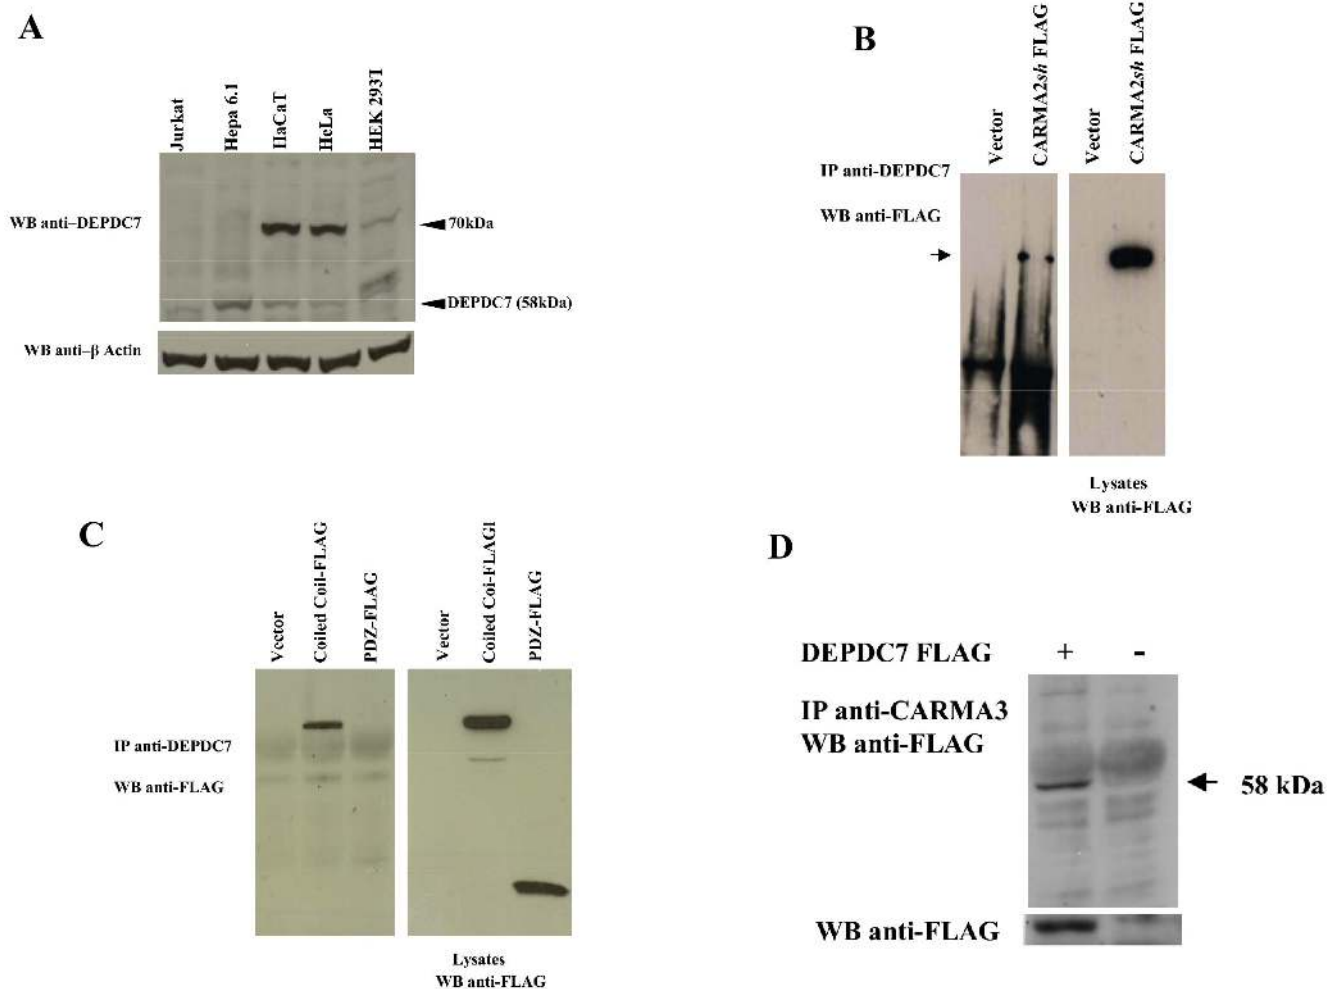 A
Jurkat
Hepa 6.1
HaCaT
HeLa
HEK 293T
WB anti–DEPDC7
70kDa
DEPDC7 (58kDa)
WB anti–β Actin
B
Vector
CARMA2sh FLAG
Vector
CARMA2sh FLAG
IP anti-DEPDC7
WB anti-FLAG
Lysates
WB anti-FLAG
C
Vector
Coiled Coil-FLAG
PDZ-FLAG
Vector
Coiled Coi-FLAGl
PDZ-FLAG
IP anti-DEPDC7
WB anti-FLAG
Lysates
WB anti-FLAG
D
DEPDC7 FLAG + -
IP anti-CARMA3
WB anti-FLAG
58 kDa
WB anti-FLAG